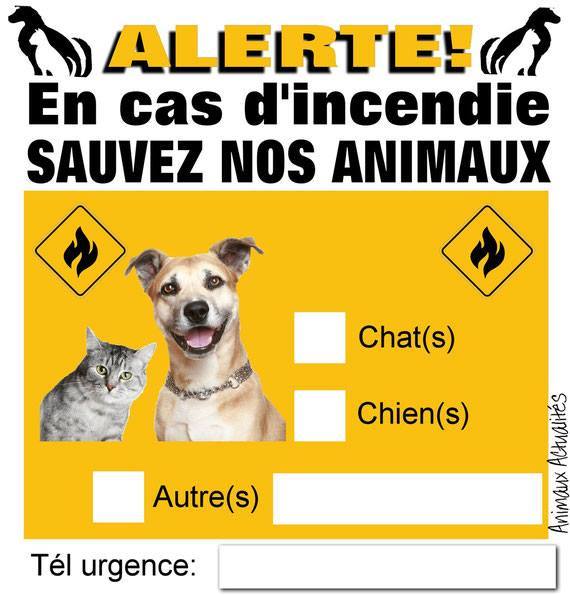 ALERTE!
En cas d'incendie
SAUVEZ NOS ANIMAUX
Chat(s)
Chien(s)
Autre(s)
Animaux Actualités
Tél urgence: